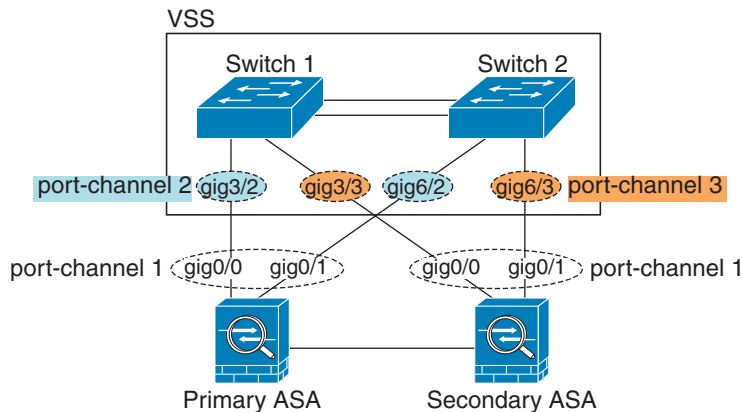 VSS
Switch 1 Switch 2
port-channel 2 gig3/2 gig3/3 gig6/2 gig6/3 port-channel 3
port-channel 1 gig0/0 gig0/1 gig0/0 gig0/1 port-channel 1
Primary ASA Secondary ASA